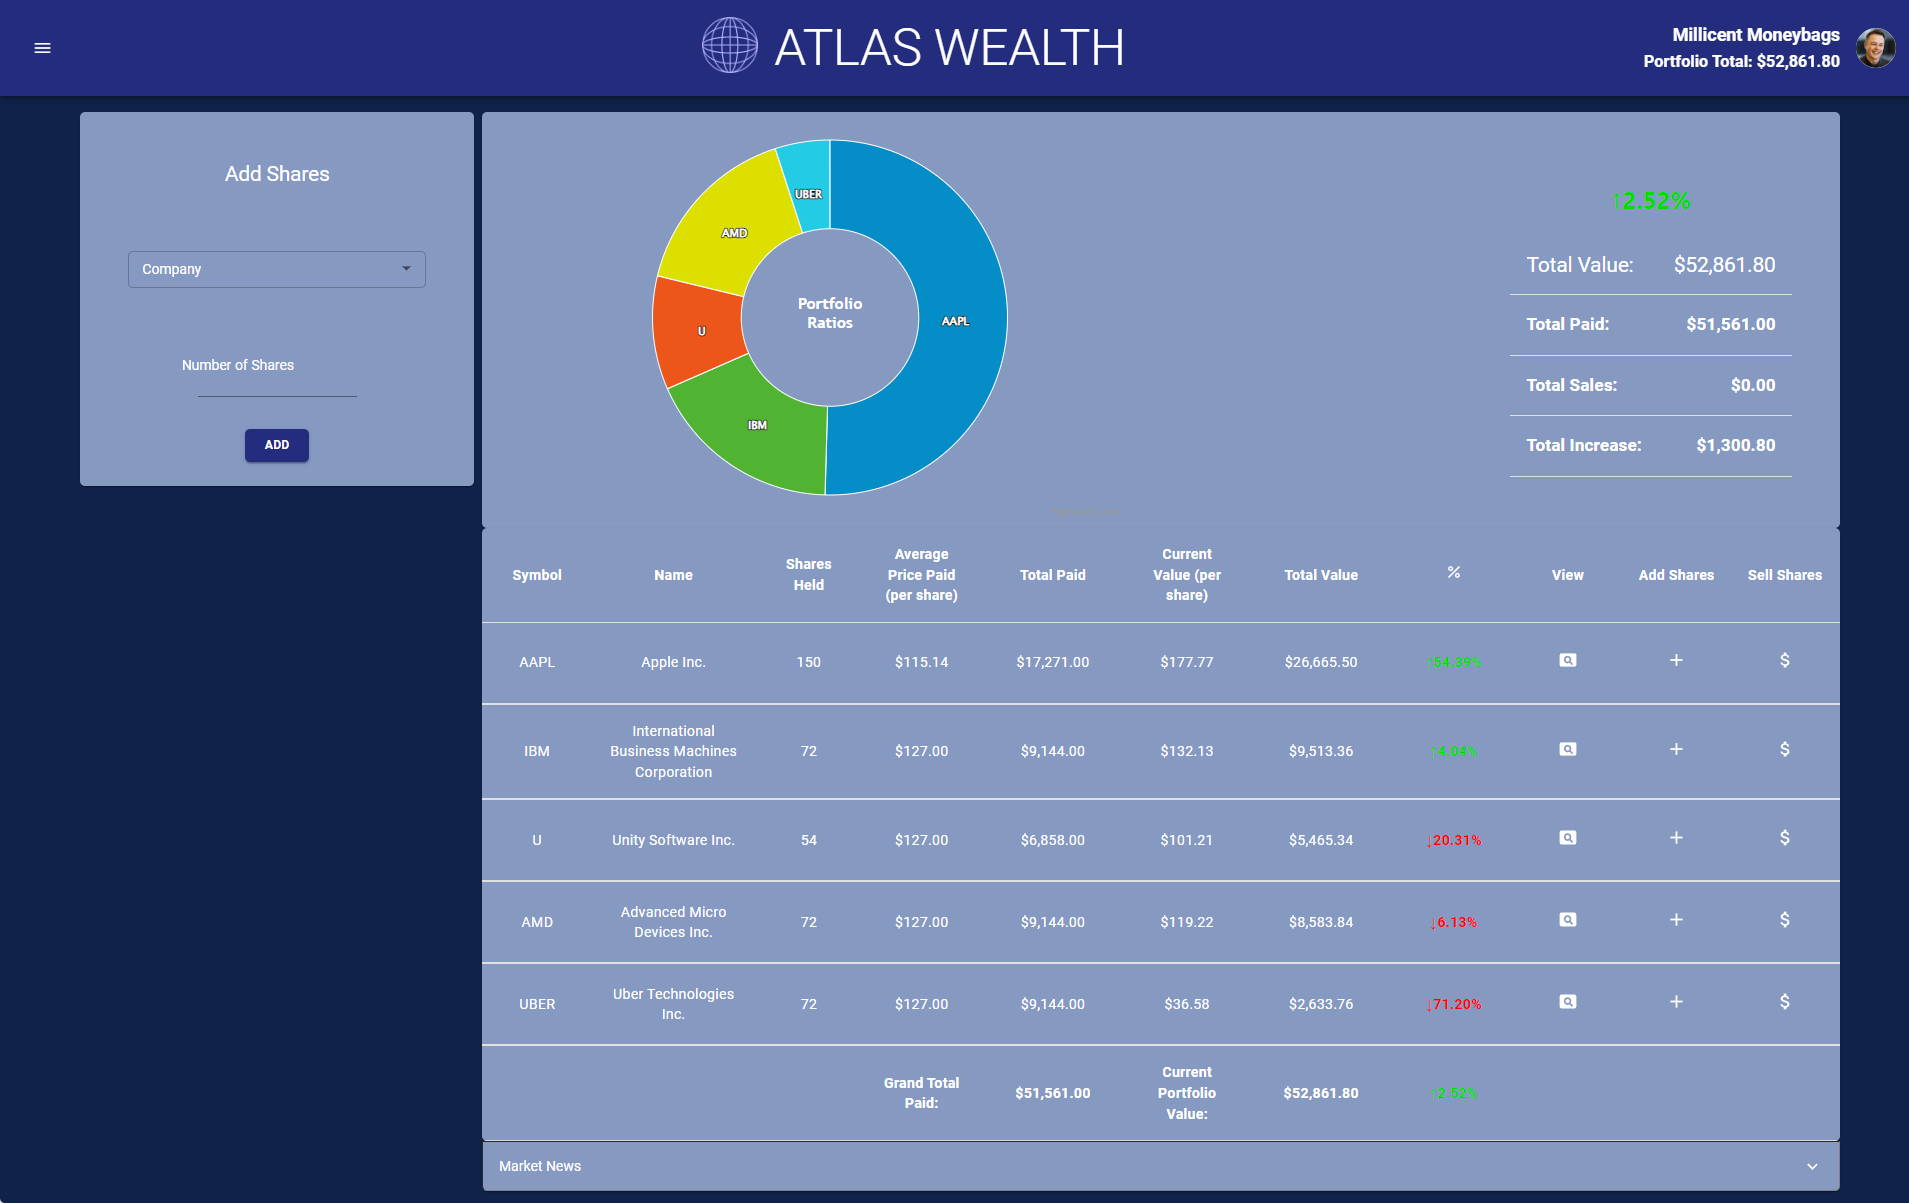 ATLAS WEALTH
Millicent Moneybags
Portfolio Total: $52,861.80
Add Shares
Company
Number of Shares
ADD
UBER
AMD
U
IBM
AAPL
Portfolio
Ratios
↑2.52%
Total Value: $52,861.80
Total Paid: $51,561.00
Total Sales: $0.00
Total Increase: $1,300.80
Symbol
Name
Shares
Held
Average
Price Paid
(per share)
Total Paid
Current
Value (per
share)
Total Value
%
View
Add Shares
Sell Shares
AAPL
Apple Inc.
150
$115.14
$17,271.00
$177.77
$26,665.50
↑54.39%
+
$
IBM
International
Business Machines
Corporation
72
$127.00
$9,144.00
$132.13
$9,513.36
↑4.04%
+
$
U
Unity Software Inc.
54
$127.00
$6,858.00
$101.21
$5,465.34
↓20.31%
+
$
AMD
Advanced Micro
Devices Inc.
72
$127.00
$9,144.00
$119.22
$8,583.84
↓6.13%
+
$
UBER
Uber Technologies
Inc.
72
$127.00
$9,144.00
$36.58
$2,633.76
↓71.20%
+
$
Grand Total
Paid:
$51,561.00
Current
Portfolio
Value:
$52,861.80
↑2.52%
Market News